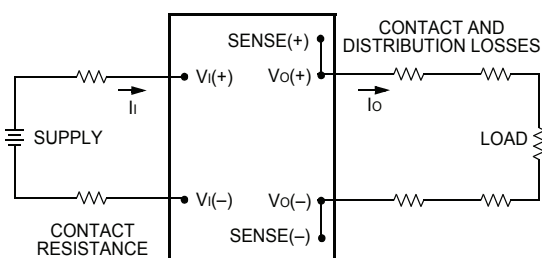 CONTACT AND
DISTRIBUTION LOSSES
SENSE(+)
VI(+)
VO(+)
II
IO
SUPPLY
LOAD
VI(–)
VO(–)
CONTACT
RESISTANCE
SENSE(–)